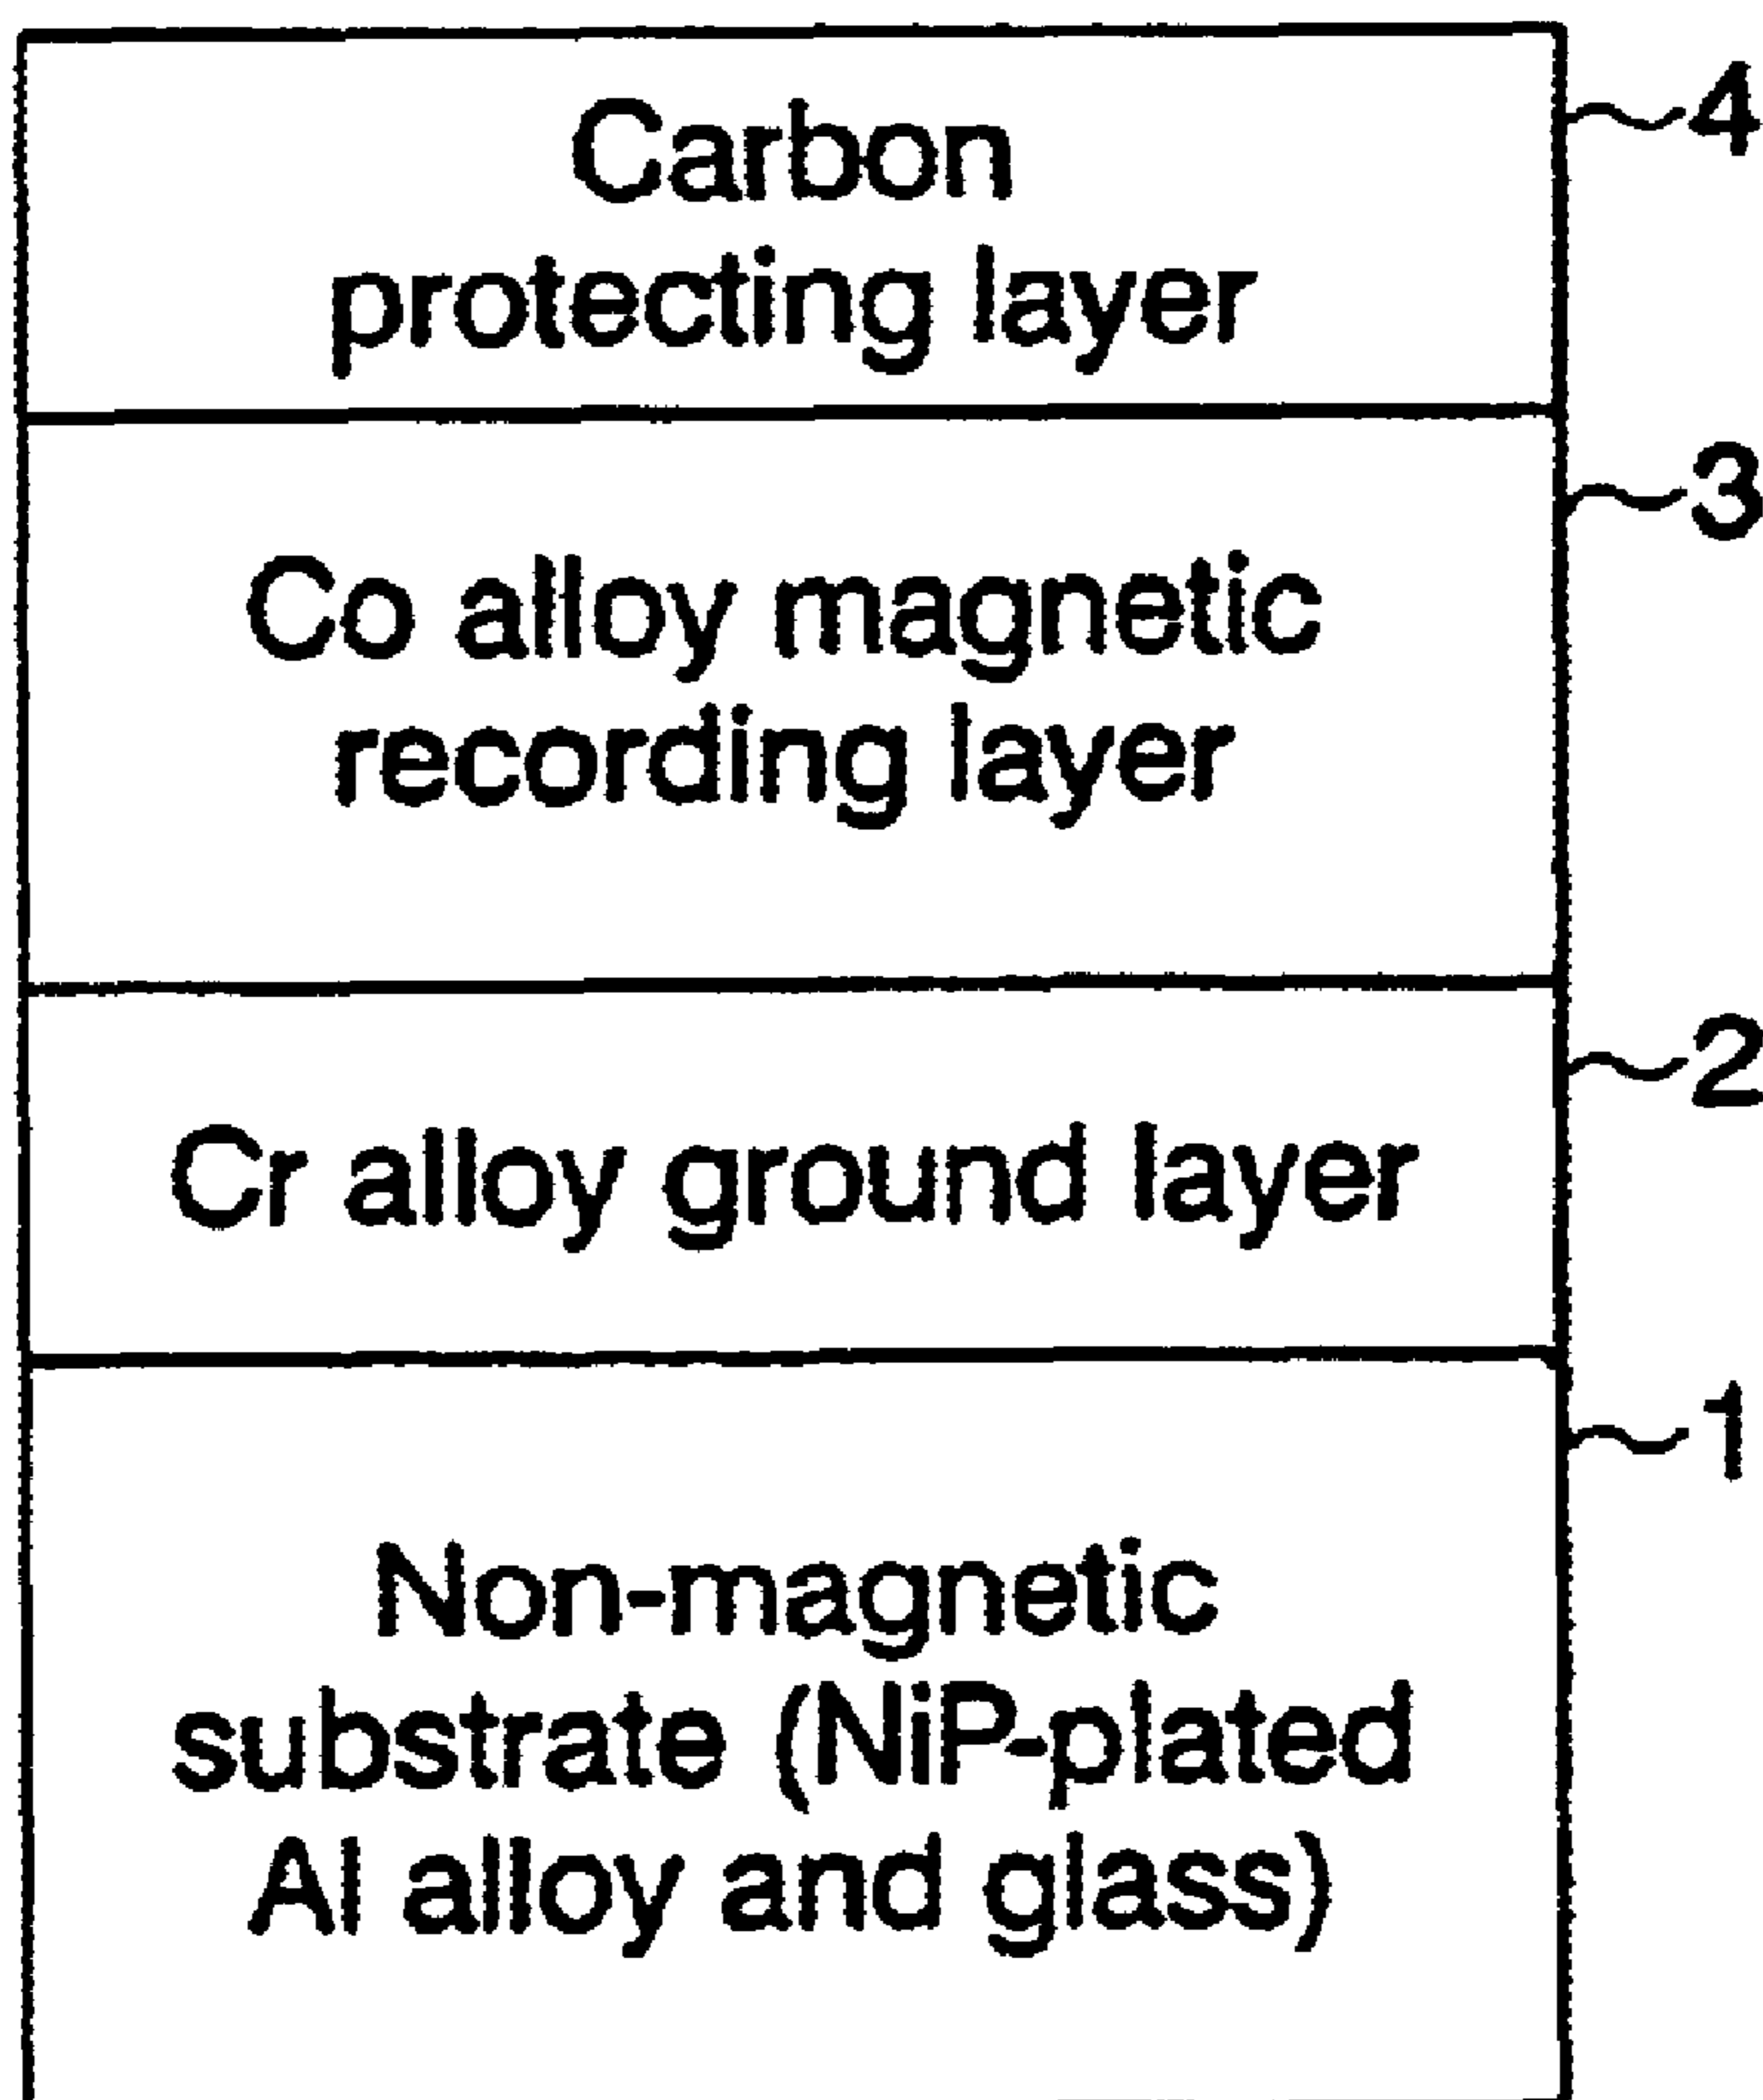 Carbon
protecting layer
4
Co alloy magnetic
recording layer
3
Cr alloy ground layer
2
Non-magnetic
substrate (NiP-plated
Al alloy and glass)
1